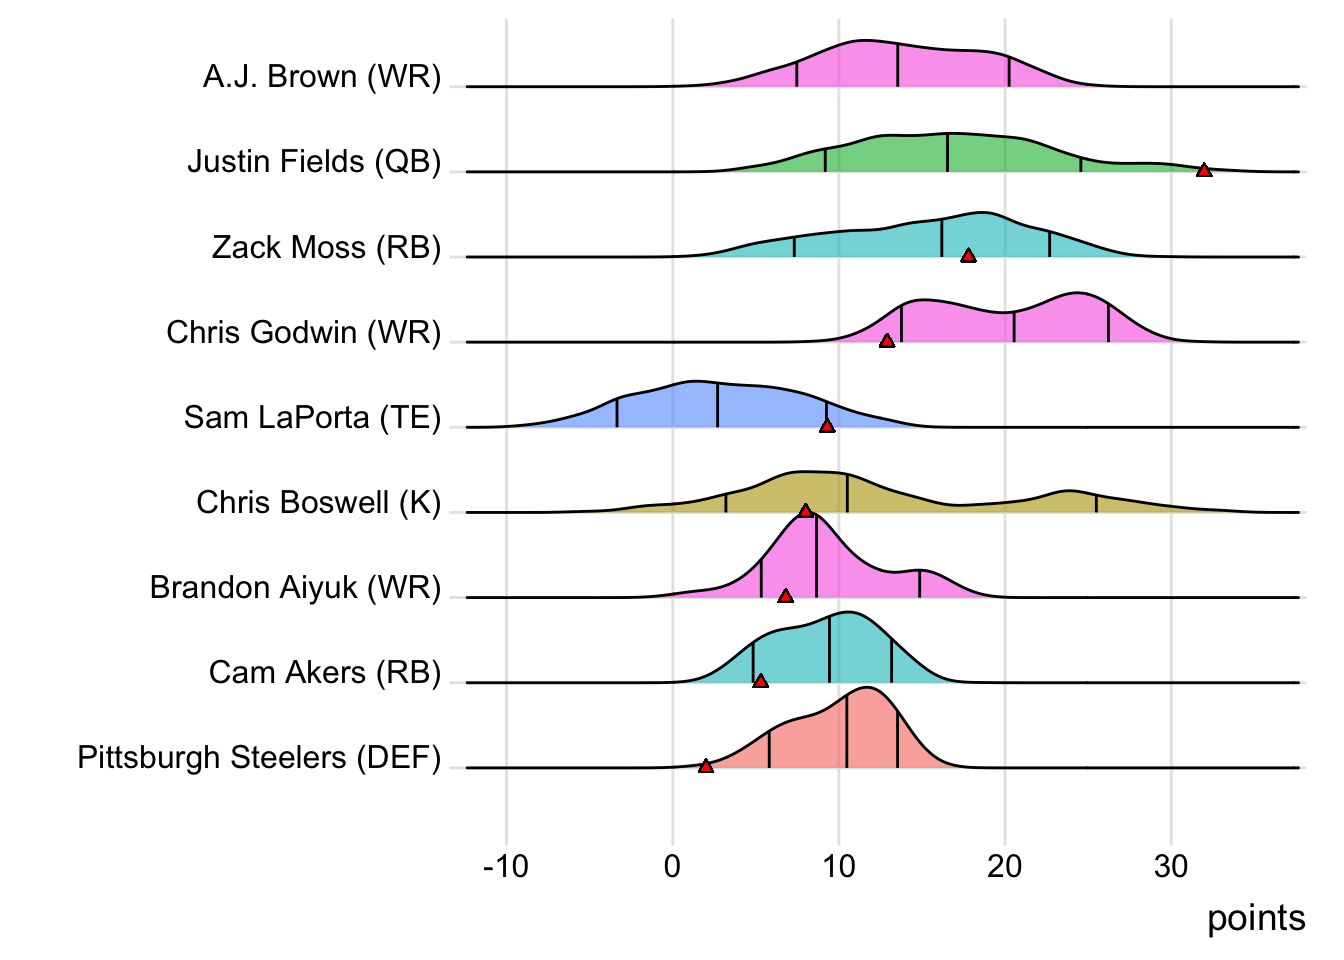 A.J. Brown (WR)
Justin Fields (QB)
Zack Moss (RB)
Chris Godwin (WR)
Sam LaPorta (TE)
Chris Boswell (K)
Brandon Aiyuk (WR)
Cam Akers (RB)
Pittsburgh Steelers (DEF)
-10 0 10 20 30
points